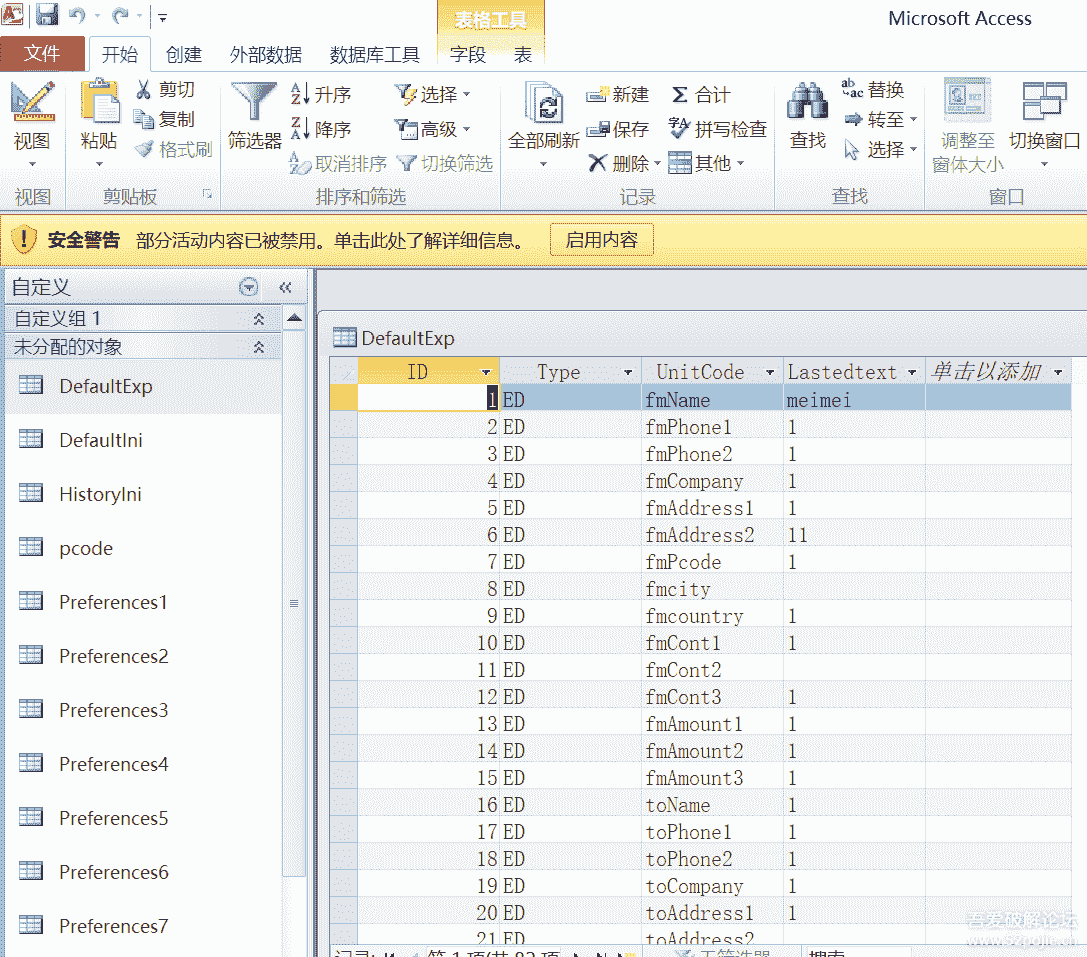 Microsoft Access
表格工具
文件 开始 创建 外部数据 数据库工具 字段 表
视图 粘贴 剪切 复制 格式刷 筛选器 升序 降序 取消排序 选择 高级 切换筛选 全部刷新 新建 保存 删除 合计 拼写检查 其他 查找 替换 转至 选择 调整至窗体大小 切换窗口
视图 剪贴板 排序和筛选 记录 查找 窗口
安全警告 部分活动内容已被禁用。单击此处了解详细信息。 启用内容
自定义
自定义组 1
未分配的对象
DefaultExp
DefaultIni
HistoryIni
pcode
Preferences1
Preferences2
Preferences3
Preferences4
Preferences5
Preferences6
Preferences7
DefaultExp
ID Type UnitCode Lastedtext 单击以添加
1 ED fmName meimei
2 ED fmPhone1 1
3 ED fmPhone2 1
4 ED fmCompany 1
5 ED fmAddress1 1
6 ED fmAddress2 11
7 ED fmPcode 1
8 ED fmcity
9 ED fmcountry 1
10 ED fmCont1 1
11 ED fmCont2
12 ED fmCont3 1
13 ED fmAmount1 1
14 ED fmAmount2 1
15 ED fmAmount3 1
16 ED toName 1
17 ED toPhone1 1
18 ED toPhone2 1
19 ED toCompany 1
20 ED toAddress1 1
21 ED toAddress2
吾爱破解论坛
www.52pojie.cn